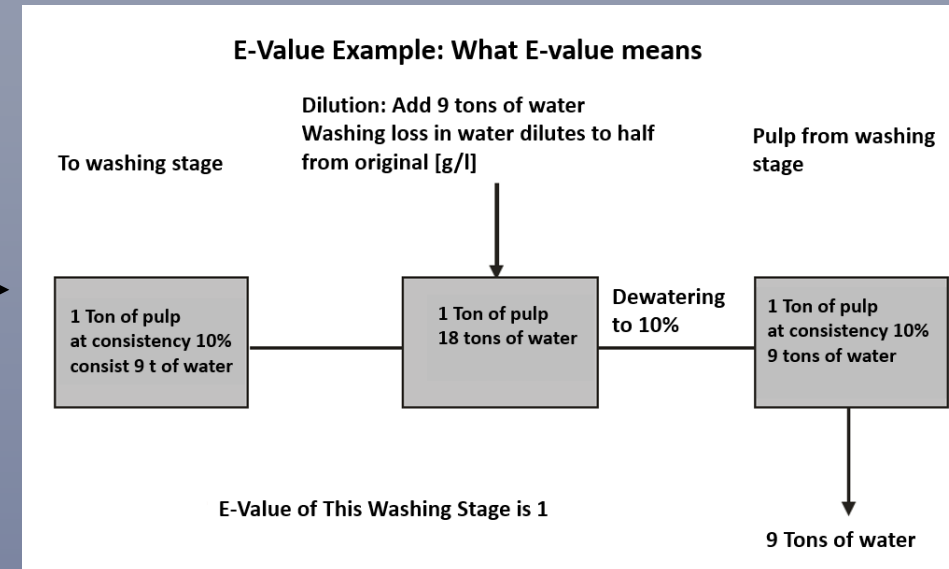 E-Value Example: What E-value means
Dilution: Add 9 tons of water
Washing loss in water dilutes to half
from original [g/l]
To washing stage
Pulp from washing
stage
1 Ton of pulp
at consistency 10%
consist 9 t of water
1 Ton of pulp
18 tons of water
Dewatering
to 10%
1 Ton of pulp
at consistency 10%
9 tons of water
E-Value of This Washing Stage is 1
9 Tons of water